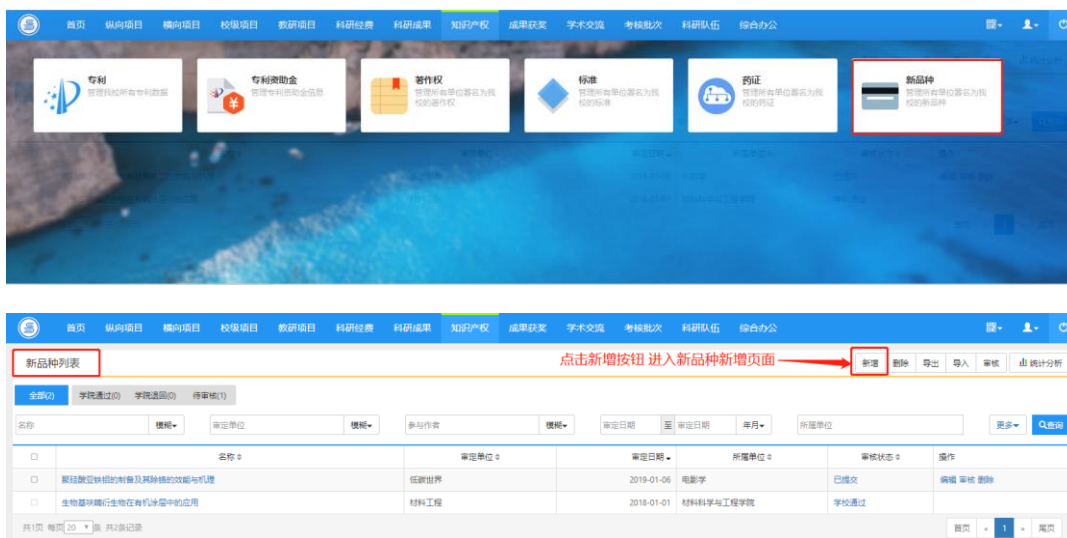 首页 纵向项目 横向项目 校级项目 教研项目 科研经费 科研成果 知识产权 成果获奖 学术交流 考核批次 科研队伍 综合办公
专利 专利资助金 著作权 标准 药证 新品种
管理我校所有专利数据 管理专利资助金信息 管理所有单位署名为我校的著作权 管理所有单位署名为我校的标准 管理所有单位署名为我校的药证 管理所有单位署名为我校的新品种
首页 纵向项目 横向项目 校级项目 教研项目 科研经费 科研成果 知识产权 成果获奖 学术交流 考核批次 科研队伍 综合办公
新品种列表 点击新增按钮 进入新品种新增页面 新增 删除 导出 导入 审核 统计分析
全部(2) 学院通过(0) 学院退回(0) 待审核(1)
名称 模糊 审定单位 模糊 参与作者 模糊 审定日期 至 审定日期 年月 所属单位 更多 查询
名称 审定单位 审定日期 所属单位 审核状态 操作
聚硅酸亚铁铝的制备及其除铬的效能与机理 低碳世界 2019-01-06 电影学 已提交 编辑 审核 删除
生物基呋喃衍生物在有机涂层中的应用 材料工程 2018-01-01 材料科学与工程学院 学校通过
共1页 每页 20 条 共2条记录 首页 « 1 » 尾页